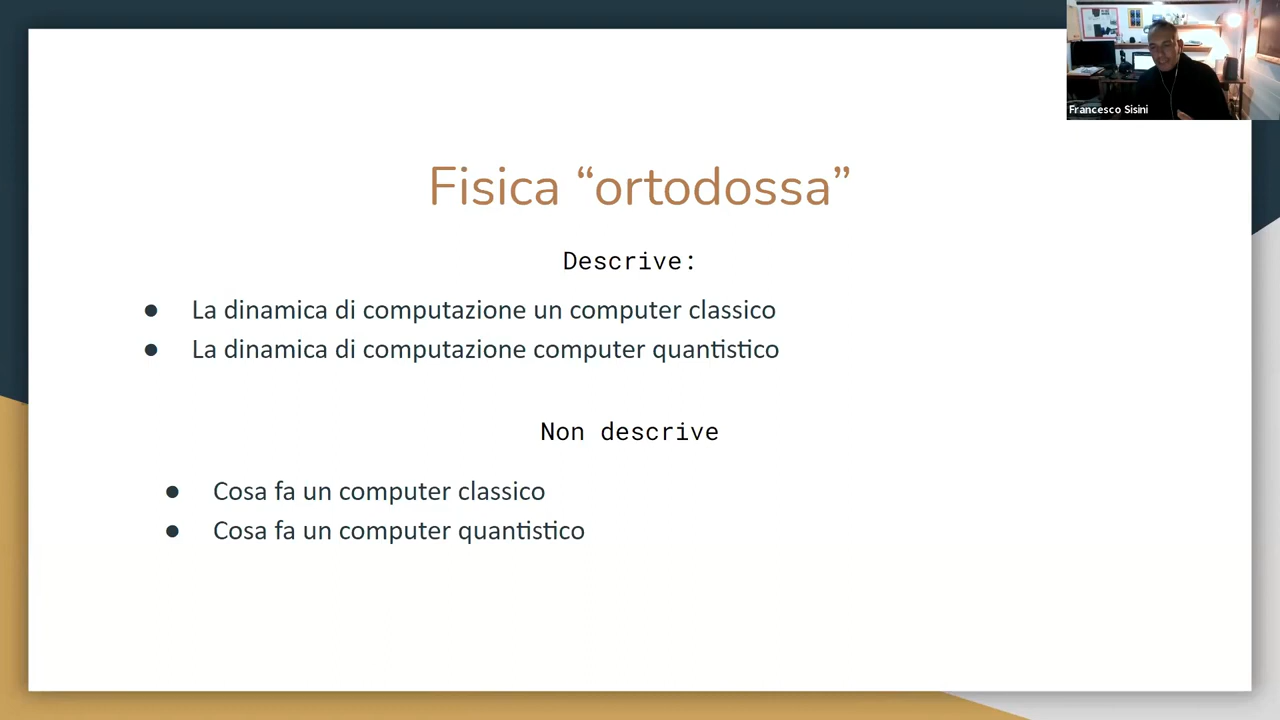 Francesco Sisini
Fisica “ortodossa”
Descrive:
● La dinamica di computazione un computer classico
● La dinamica di computazione computer quantistico
Non descrive
● Cosa fa un computer classico
● Cosa fa un computer quantistico